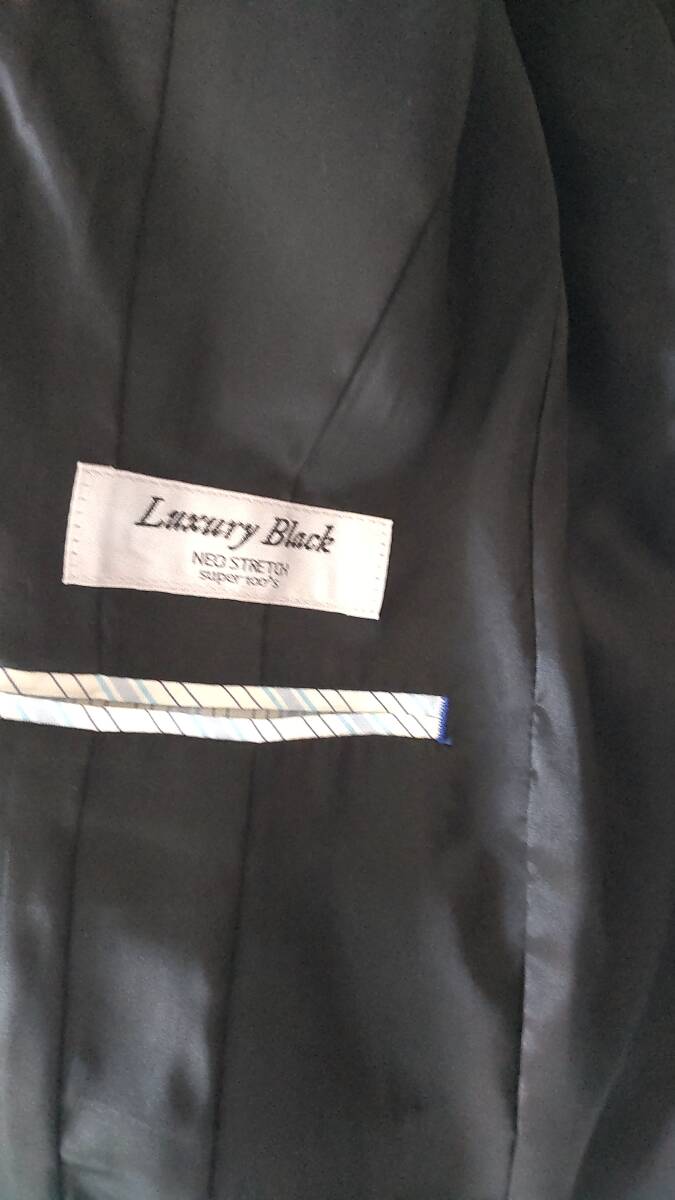 Luxury Black
NEO STRETCH
super 100's